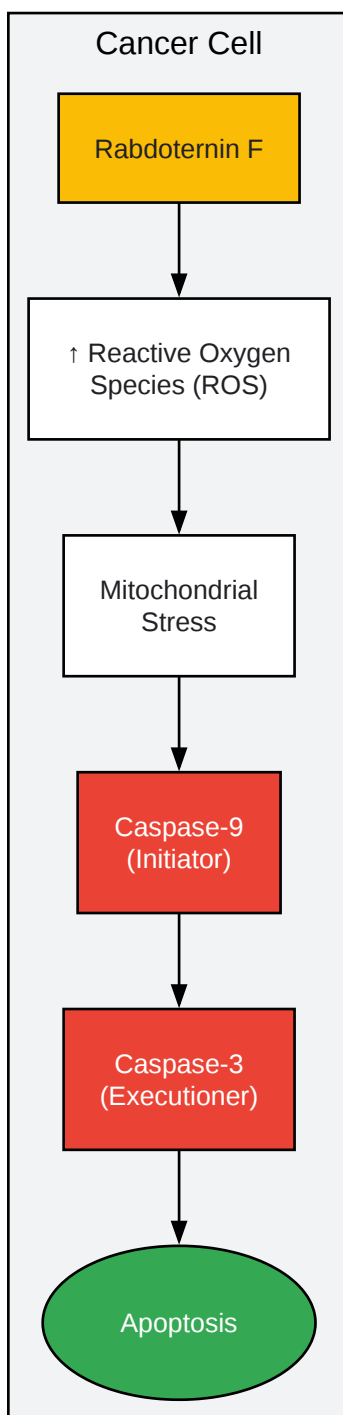 Cancer Cell
Rabdoternin F
↑ Reactive Oxygen
Species (ROS)
Mitochondrial
Stress
Caspase-9
(Initiator)
Caspase-3
(Executioner)
Apoptosis